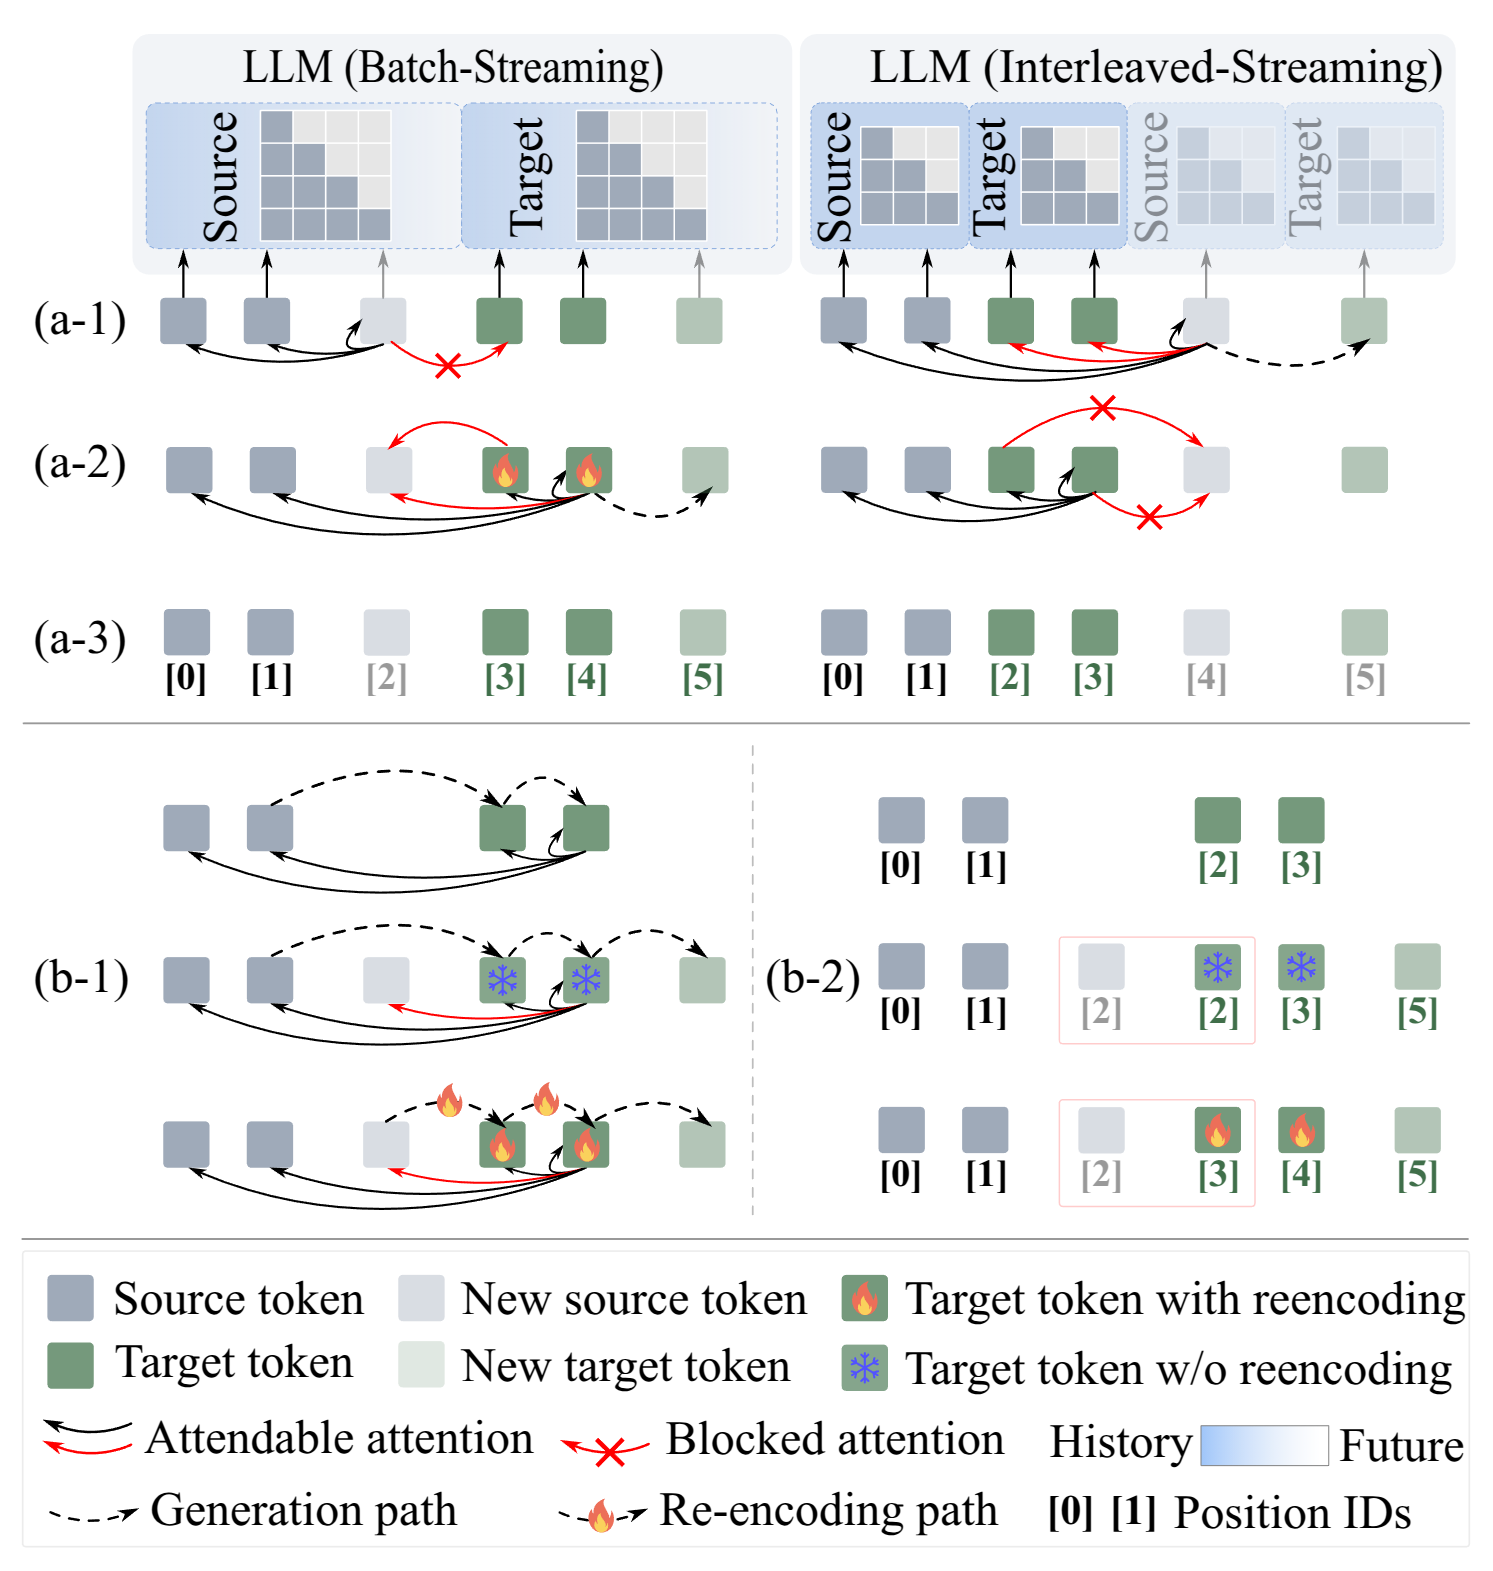 LLM (Batch-Streaming)
LLM (Interleaved-Streaming)
Source
Target
Source
Target
Source
Target
(a-1)
(a-2)
(a-3)
[0] [1] [2] [3] [4] [5]
[0] [1] [2] [3] [4] [5]
(b-1)
(b-2)
[0] [1] [2] [3]
[0] [1] [2] [2] [3] [5]
[0] [1] [2] [3] [4] [5]
Source token
New source token
Target token with reencoding
Target token
New target token
Target token w/o reencoding
Attendable attention
Blocked attention
History
Future
Generation path
Re-encoding path
[0] [1] Position IDs